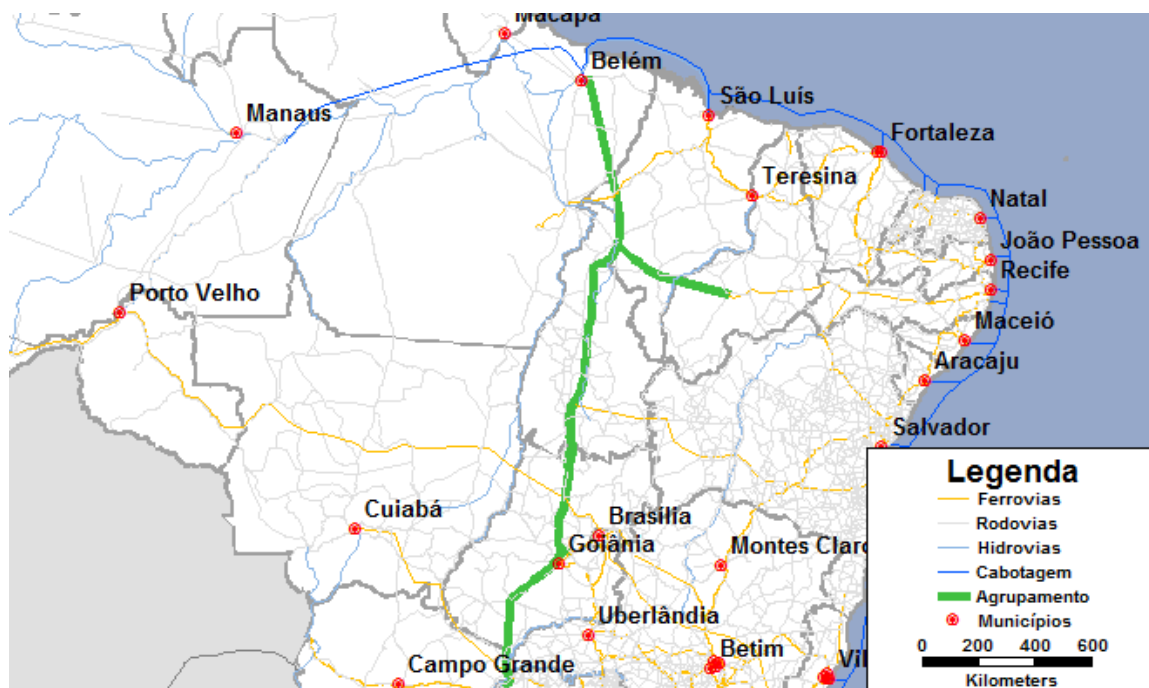 Macapá
Belém
São Luís
Manaus
Fortaleza
Teresina
Natal
João Pessoa
Recife
Porto Velho
Maceió
Aracaju
Salvador
Legenda
Ferrovias
Rodovias
Hidrovias
Cabotagem
Agrupamento
Municípios
0 200 400 600
Kilometers
Cuiabá
Brasília
Goiânia
Montes Claro
Uberlândia
Betim
Vil
Campo Grande